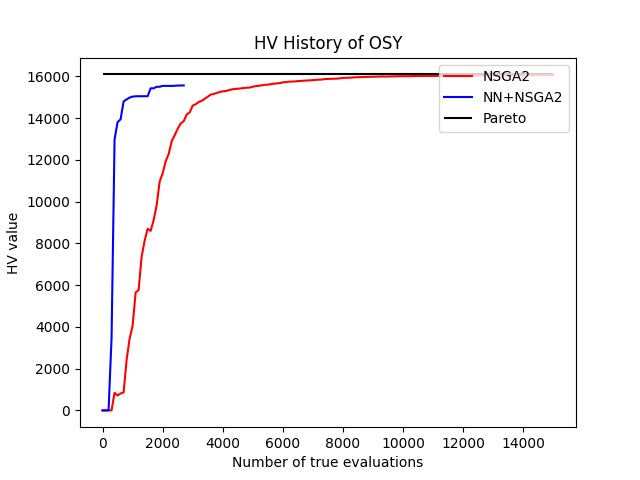 HV History of OSY
HV value
16000
14000
12000
10000
8000
6000
4000
2000
0
0 2000 4000 6000 8000 10000 12000 14000
Number of true evaluations
NSGA2
NN+NSGA2
Pareto